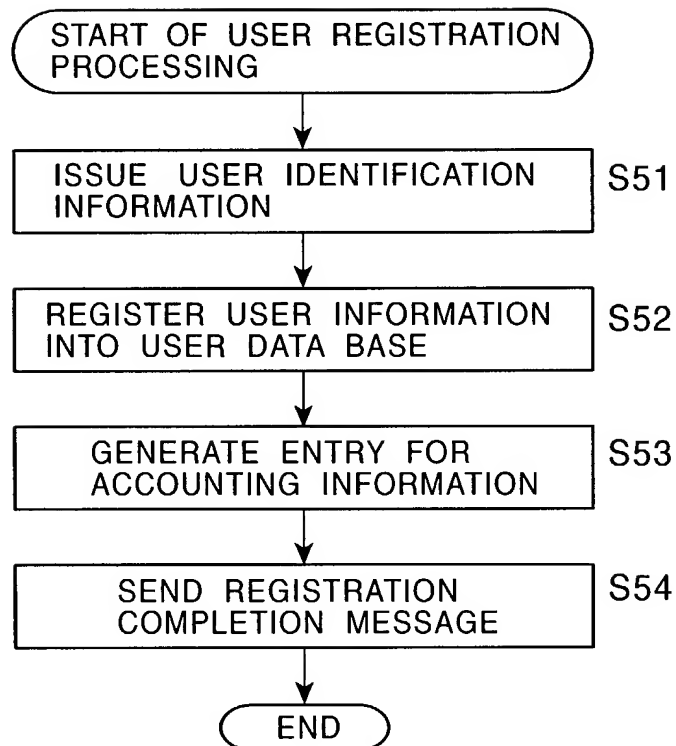 START OF USER REGISTRATION
PROCESSING
ISSUE USER IDENTIFICATION
INFORMATION
S51
REGISTER USER INFORMATION
INTO USER DATA BASE
S52
GENERATE ENTRY FOR
ACCOUNTING INFORMATION
S53
SEND REGISTRATION
COMPLETION MESSAGE
S54
END